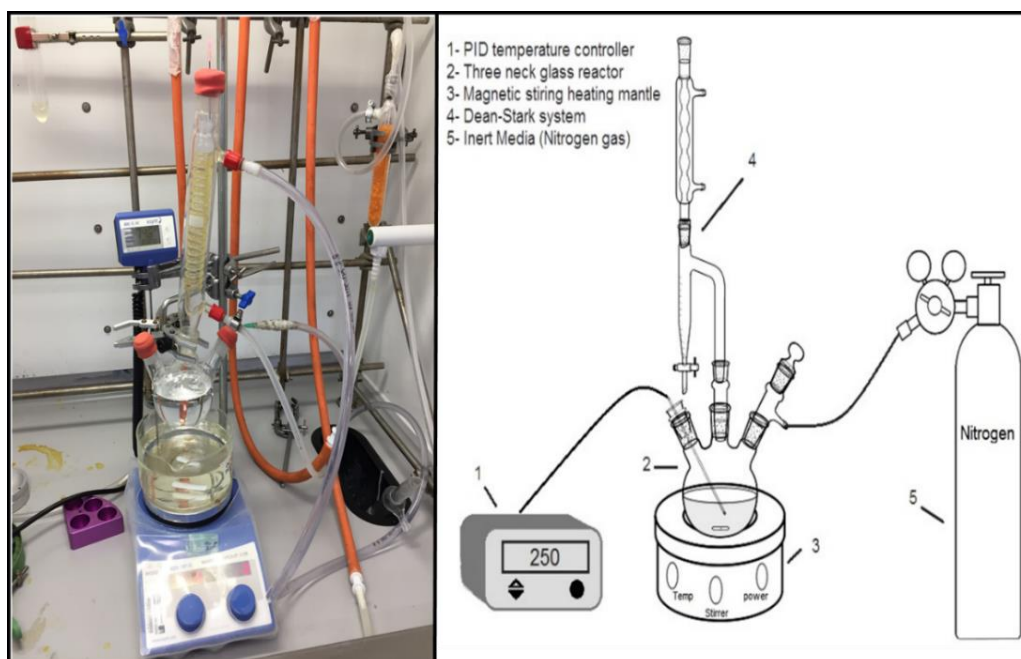 1- PID temperature controller
2- Three neck glass reactor
3- Magnetic stiring heating mantle
4- Dean-Stark system
5- Inert Media (Nitrogen gas)
4
2
1
250
3
Temp
Stirrer
power
Nitrogen
5